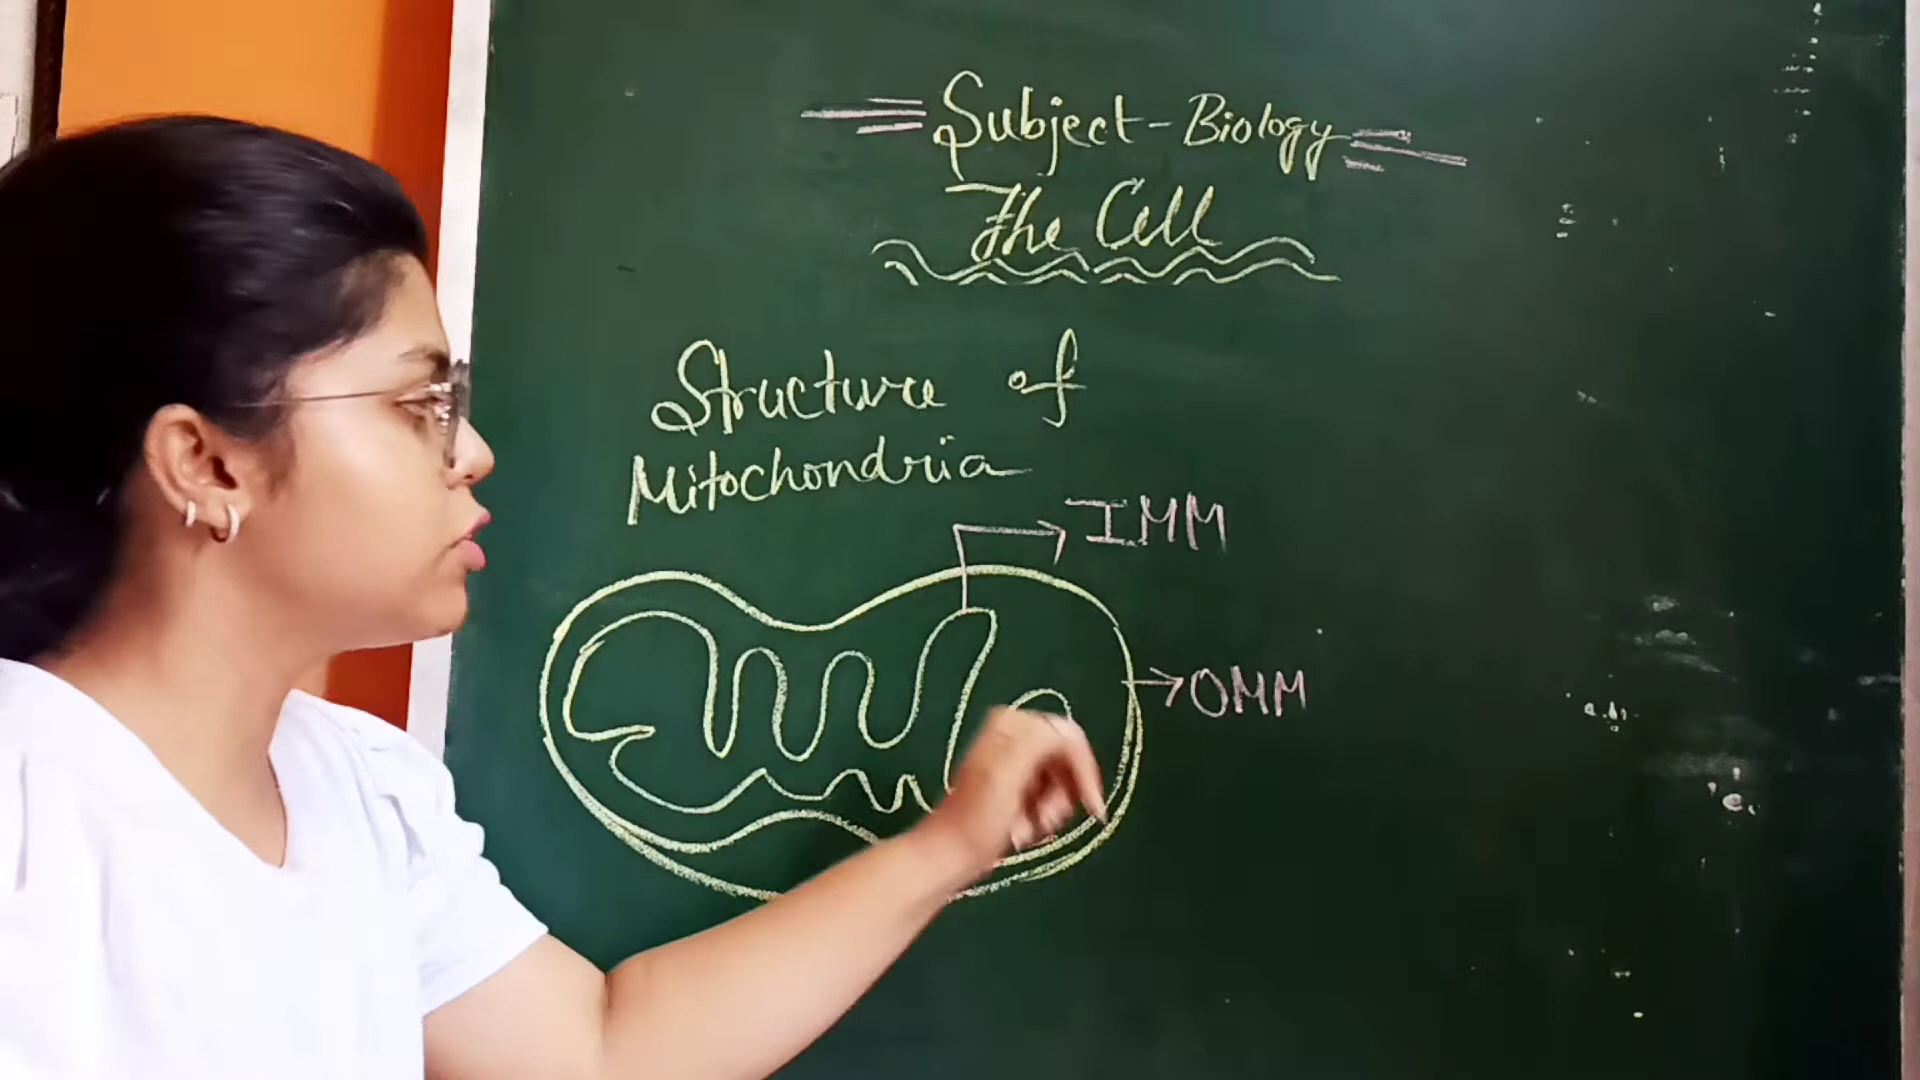 Subject - Biology
The Cell
Structure of
Mitochondria
IMM
OMM